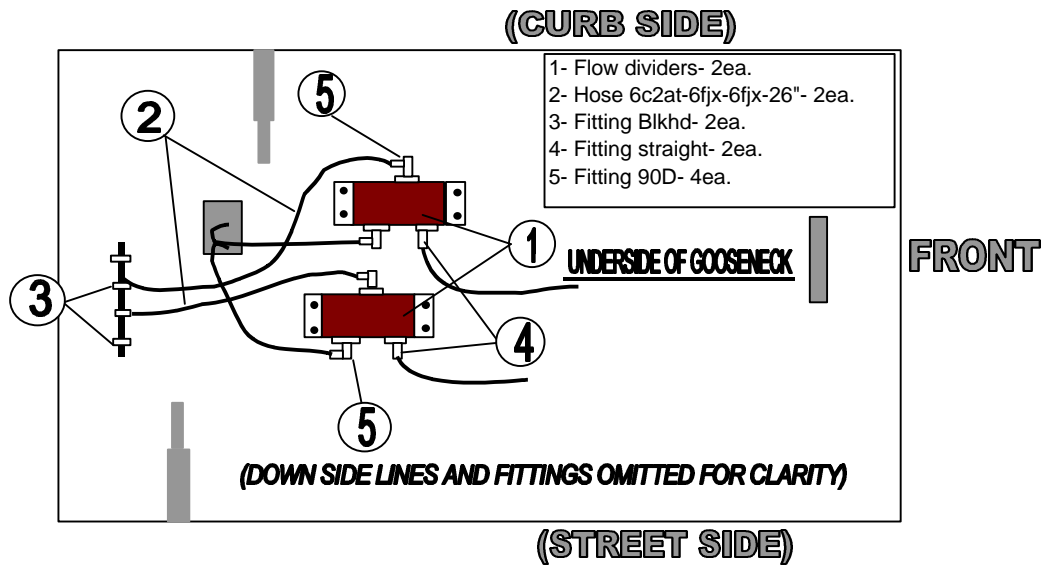 (CURB SIDE)
1- Flow dividers- 2ea.
2- Hose 6c2at-6fjx-6fjx-26"- 2ea.
3- Fitting Blkhd- 2ea.
4- Fitting straight- 2ea.
5- Fitting 90D- 4ea.
5
2
1
UNDERSIDE OF GOOSENECK
FRONT
3
4
5
(DOWN SIDE LINES AND FITTINGS OMITTED FOR CLARITY)
(STREET SIDE)